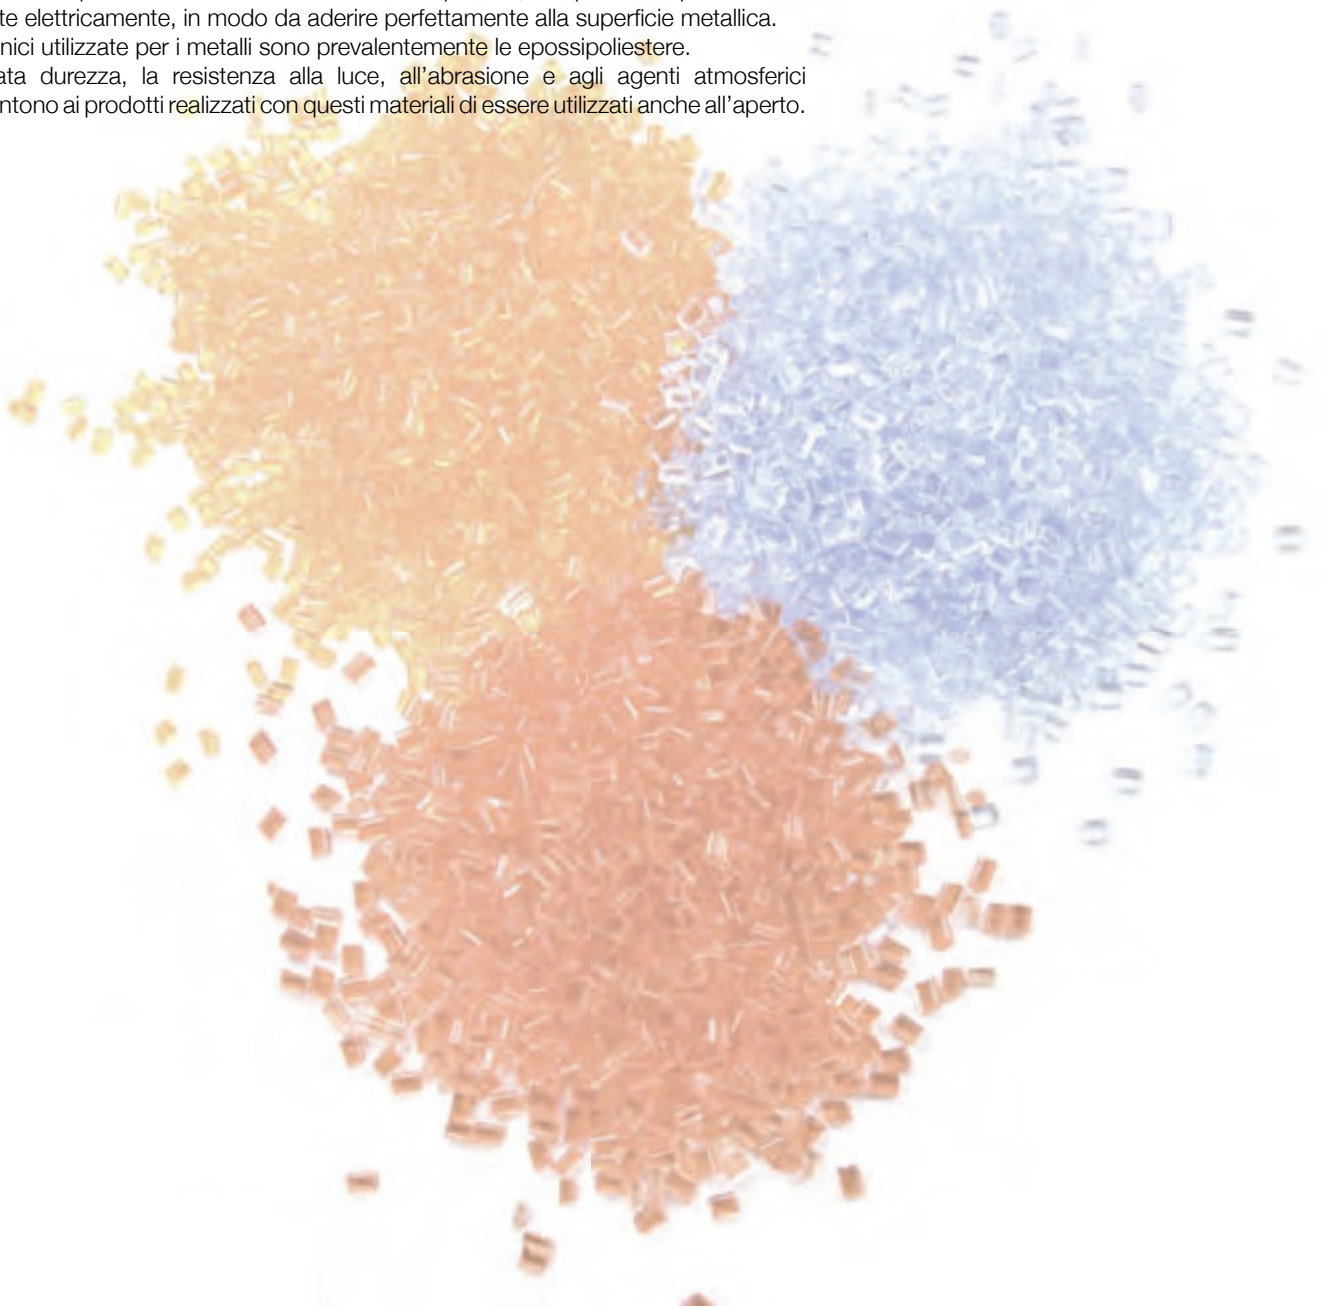 te elettricamente, in modo da aderire perfettamente alla superficie metallica.
nici utilizzate per i metalli sono prevalentemente le epossipoliestere.
ata durezza, la resistenza alla luce, all'abrasione e agli agenti atmosferici
ntono ai prodotti realizzati con questi materiali di essere utilizzati anche all'aperto.